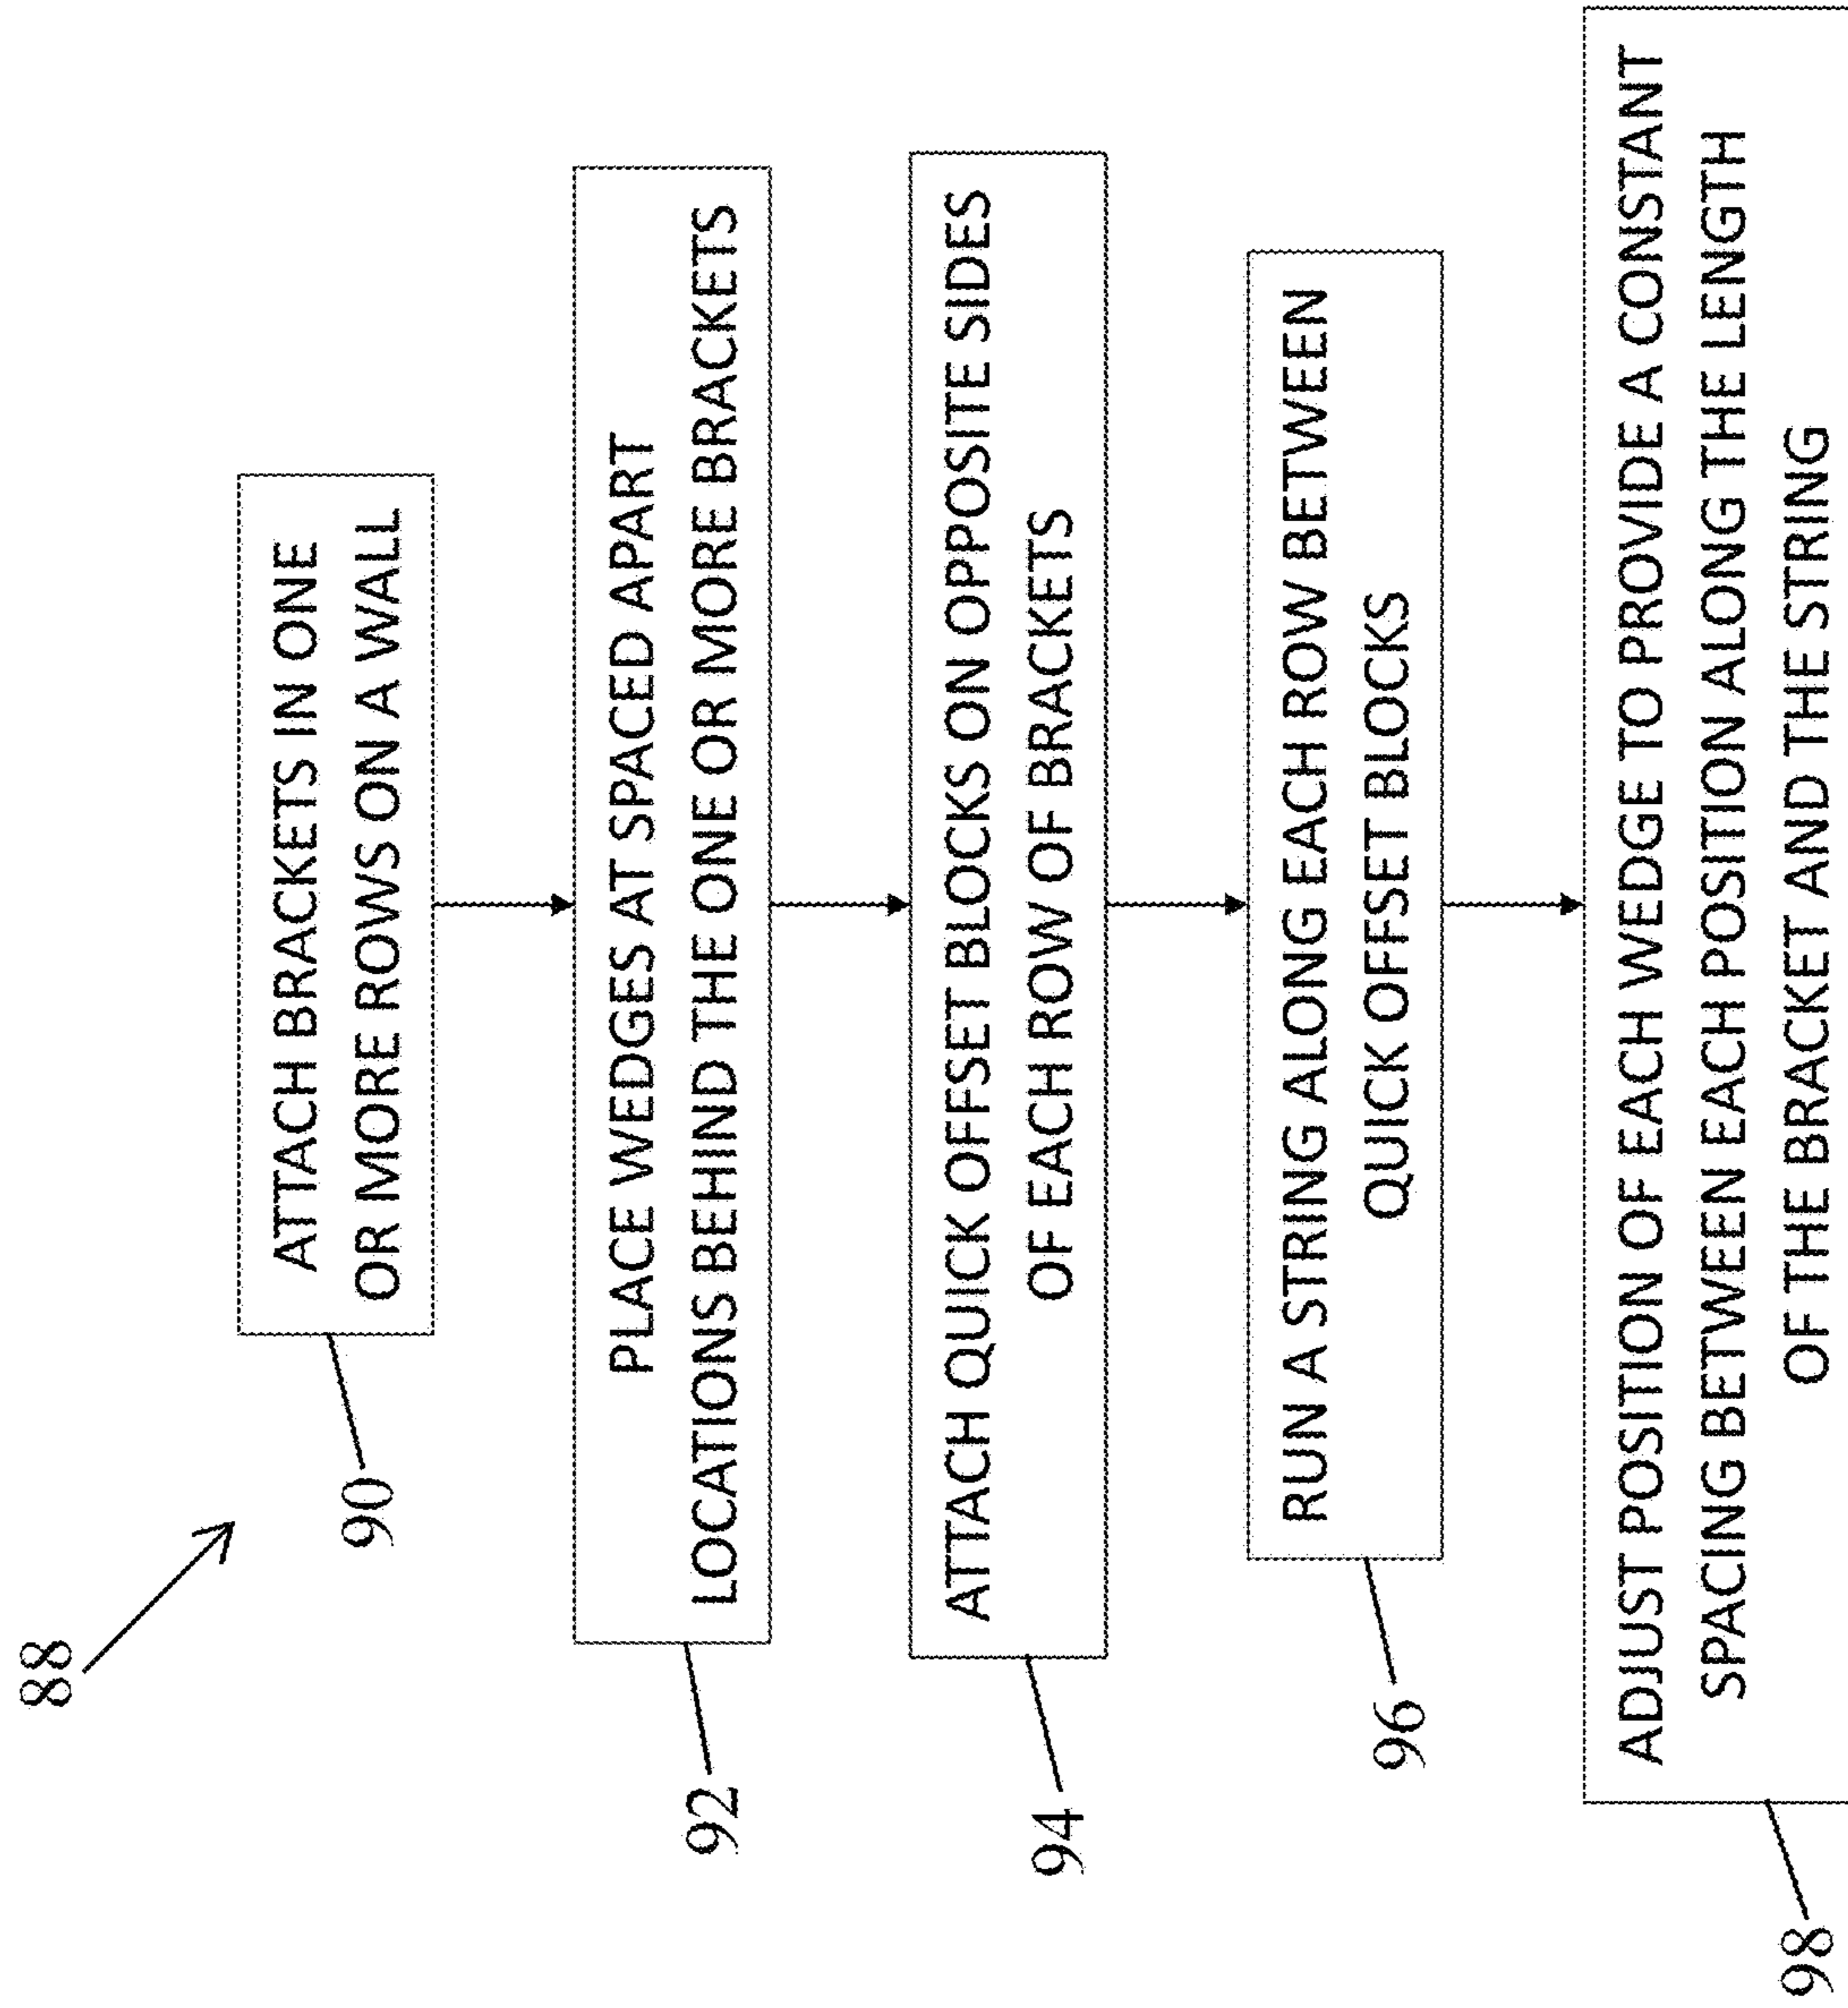 88
90
ATTACH BRACKETS IN ONE
OR MORE ROWS ON A WALL
92
PLACE WEDGES AT SPACED APART
LOCATIONS BEHIND THE ONE OR MORE BRACKETS
94
ATTACH QUICK OFFSET BLOCKS ON OPPOSITE SIDES
OF EACH ROW OF BRACKETS
96
RUN A STRING ALONG EACH ROW BETWEEN
QUICK OFFSET BLOCKS
98
ADJUST POSITION OF EACH WEDGE TO PROVIDE A CONSTANT
SPACING BETWEEN EACH POSITION ALONG THE LENGTH
OF THE BRACKET AND THE STRING